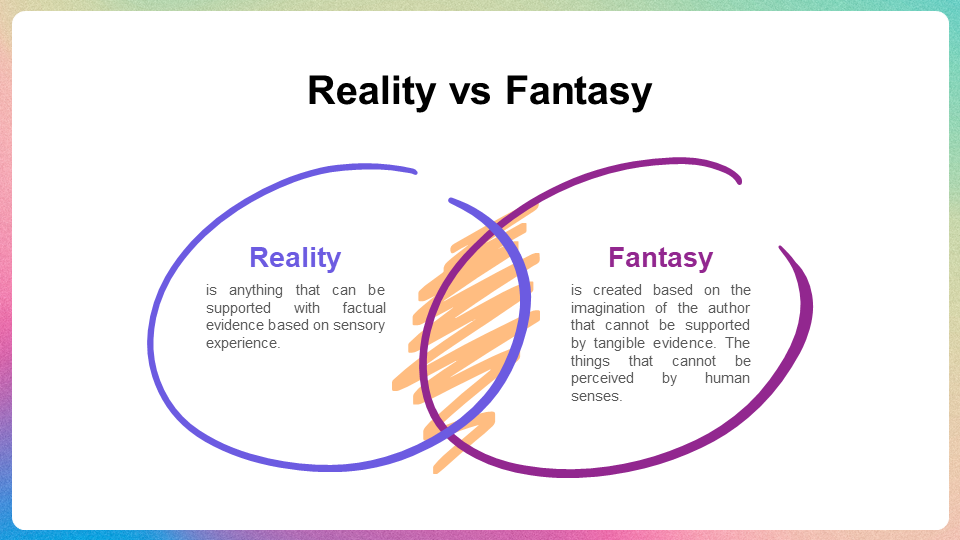 Reality vs Fantasy
Reality
is anything that can be
supported with factual
evidence based on sensory
experience.
Fantasy
is created based on the
imagination of the author
that cannot be supported
by tangible evidence. The
things that cannot be
perceived by human
senses.